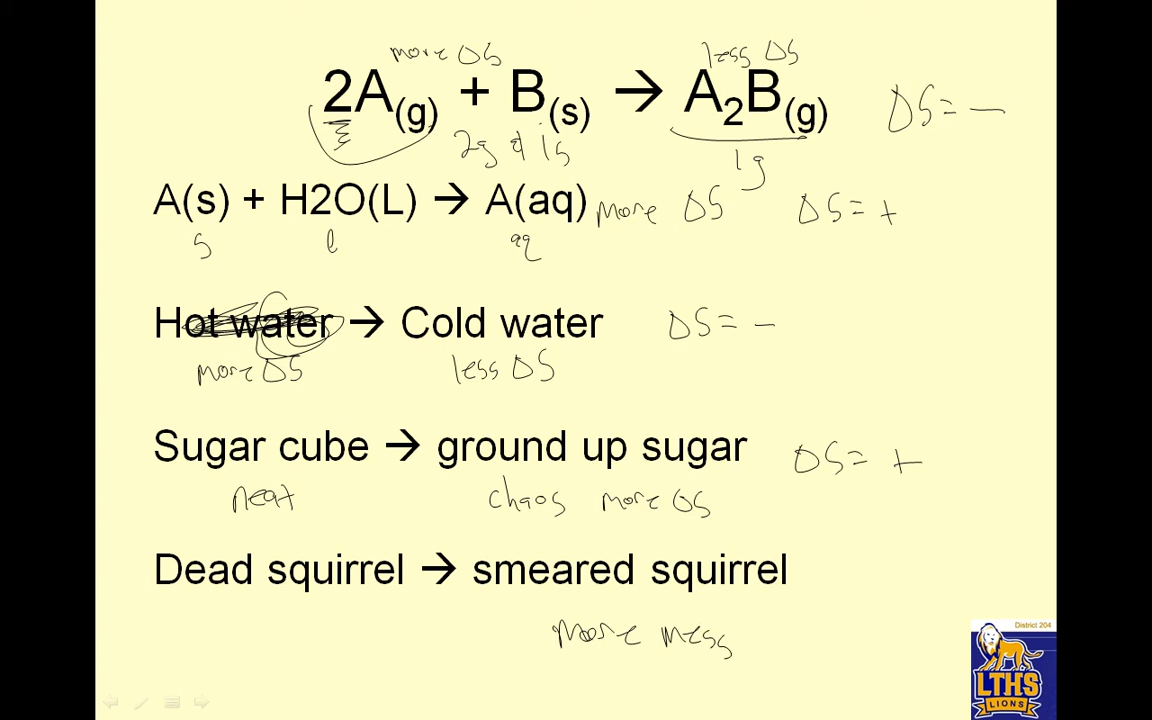 more ΔS less ΔS
2A(g) + B(s) → A2B(g) ΔS= −
2g & 1s 1g
A(s) + H2O(L) → A(aq) more ΔS ΔS= +
s l aq
Hot water → Cold water ΔS= −
more ΔS less ΔS
Sugar cube → ground up sugar ΔS= +
neat chaos more ΔS
Dead squirrel → smeared squirrel
more mess
District 204
LTHS
LIONS